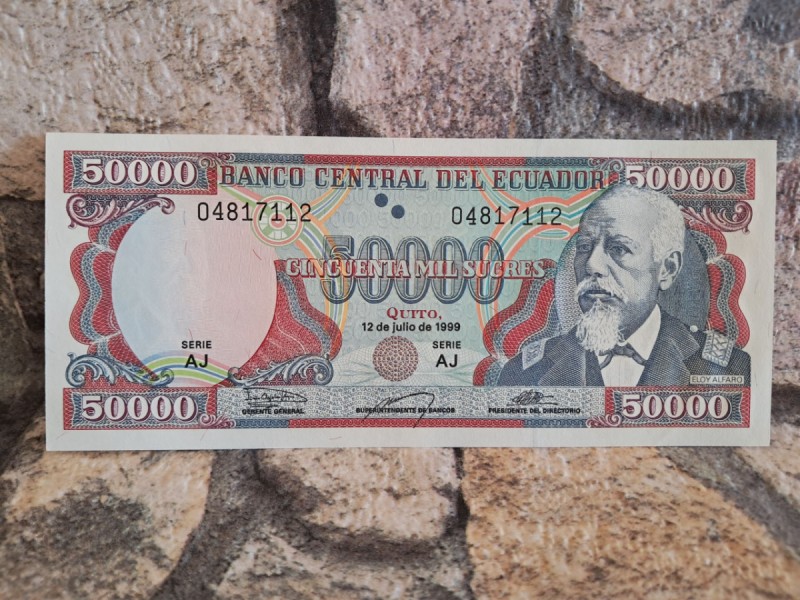 50000 BANCO CENTRAL DEL ECUADOR 50000
04817112 04817112
50000
CINCUENTA MIL SUCRES
QUITO,
12 de julio de 1999
SERIE AJ
SERIE AJ
ELOY ALFARO
50000 50000
GERENTE GENERAL SUPERINTENDENTE DE BANCOS PRESIDENTE DEL DIRECTORIO